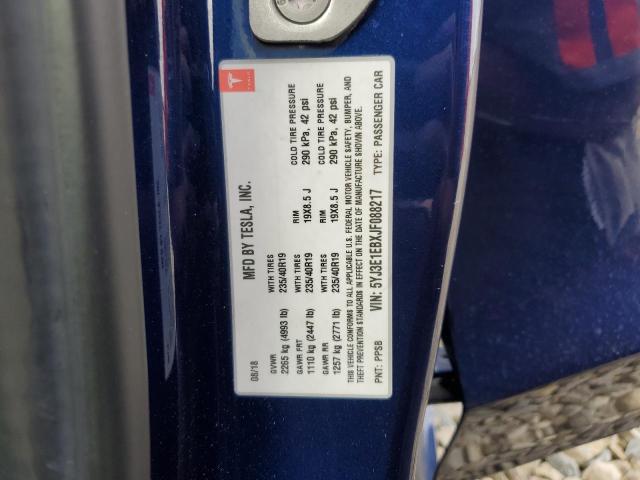 TESLA
MFD BY TESLA, INC.
08/18
GVWR WITH TIRES RIM COLD TIRE PRESSURE
2265 kg (4993 lb) 235/40R19 19X8.5 J 290 kPa, 42 psi
GAWR FRT WITH TIRES
1110 kg (2447 lb) 235/40R19
GAWR RR WITH TIRES RIM COLD TIRE PRESSURE
1257 kg (2771 lb) 235/40R19 19X8.5 J 290 kPa, 42 psi
THIS VEHICLE CONFORMS TO ALL APPLICABLE U.S. FEDERAL MOTOR VEHICLE SAFETY, BUMPER, AND
THEFT PREVENTION STANDARDS IN EFFECT ON THE DATE OF MANUFACTURE SHOWN ABOVE.
VIN: 5YJ3E1EBXJF088217
PNT: PPSB TYPE: PASSENGER CAR